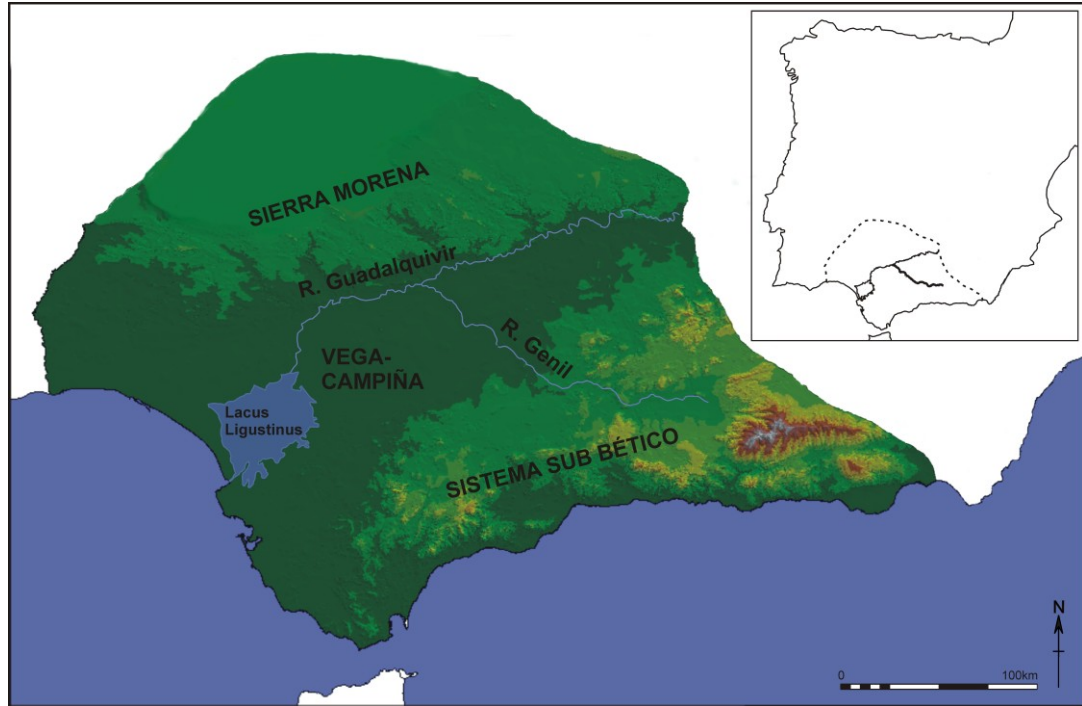 SIERRA MORENA
R. Guadalquivir
R. Genil
VEGA-
CAMPIÑA
Lacus
Ligustinus
SISTEMA SUB BÉTICO
N
0
100km